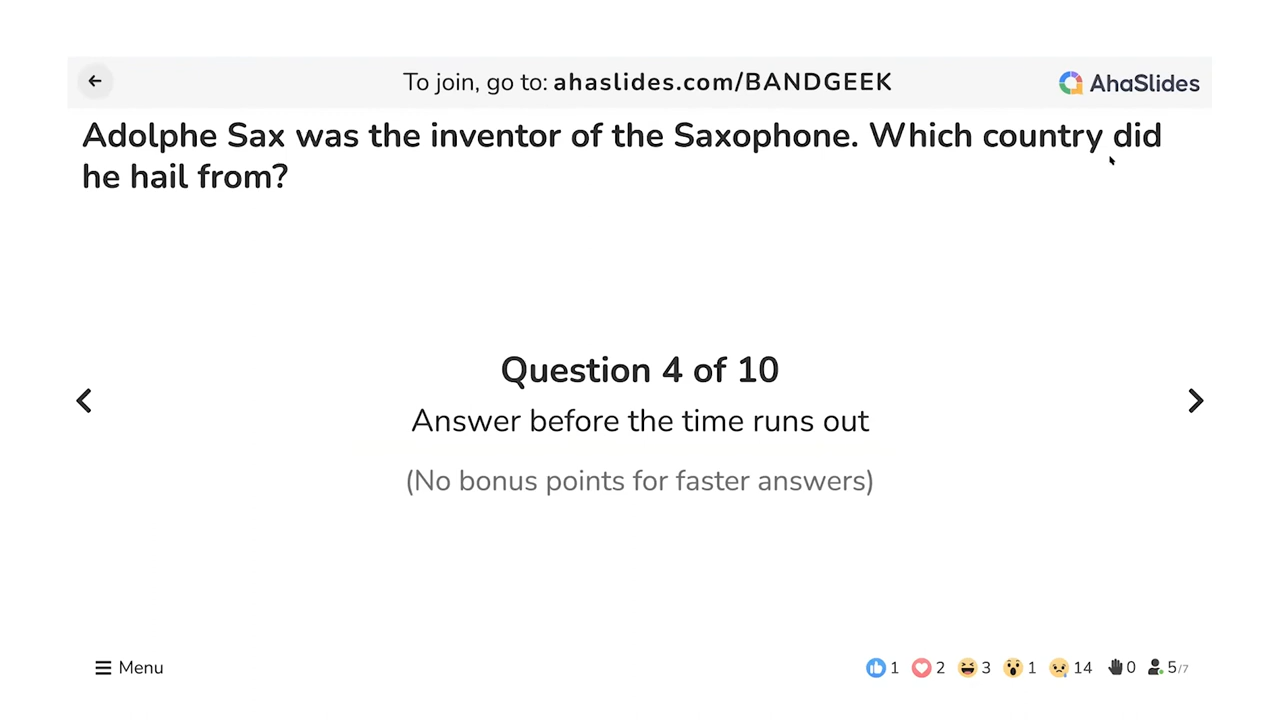 To join, go to: ahaslides.com/BANDGEEK
AhaSlides
Adolphe Sax was the inventor of the Saxophone. Which country did
he hail from?
Question 4 of 10
Answer before the time runs out
(No bonus points for faster answers)
Menu
1 2 3 1 14 0 5/7